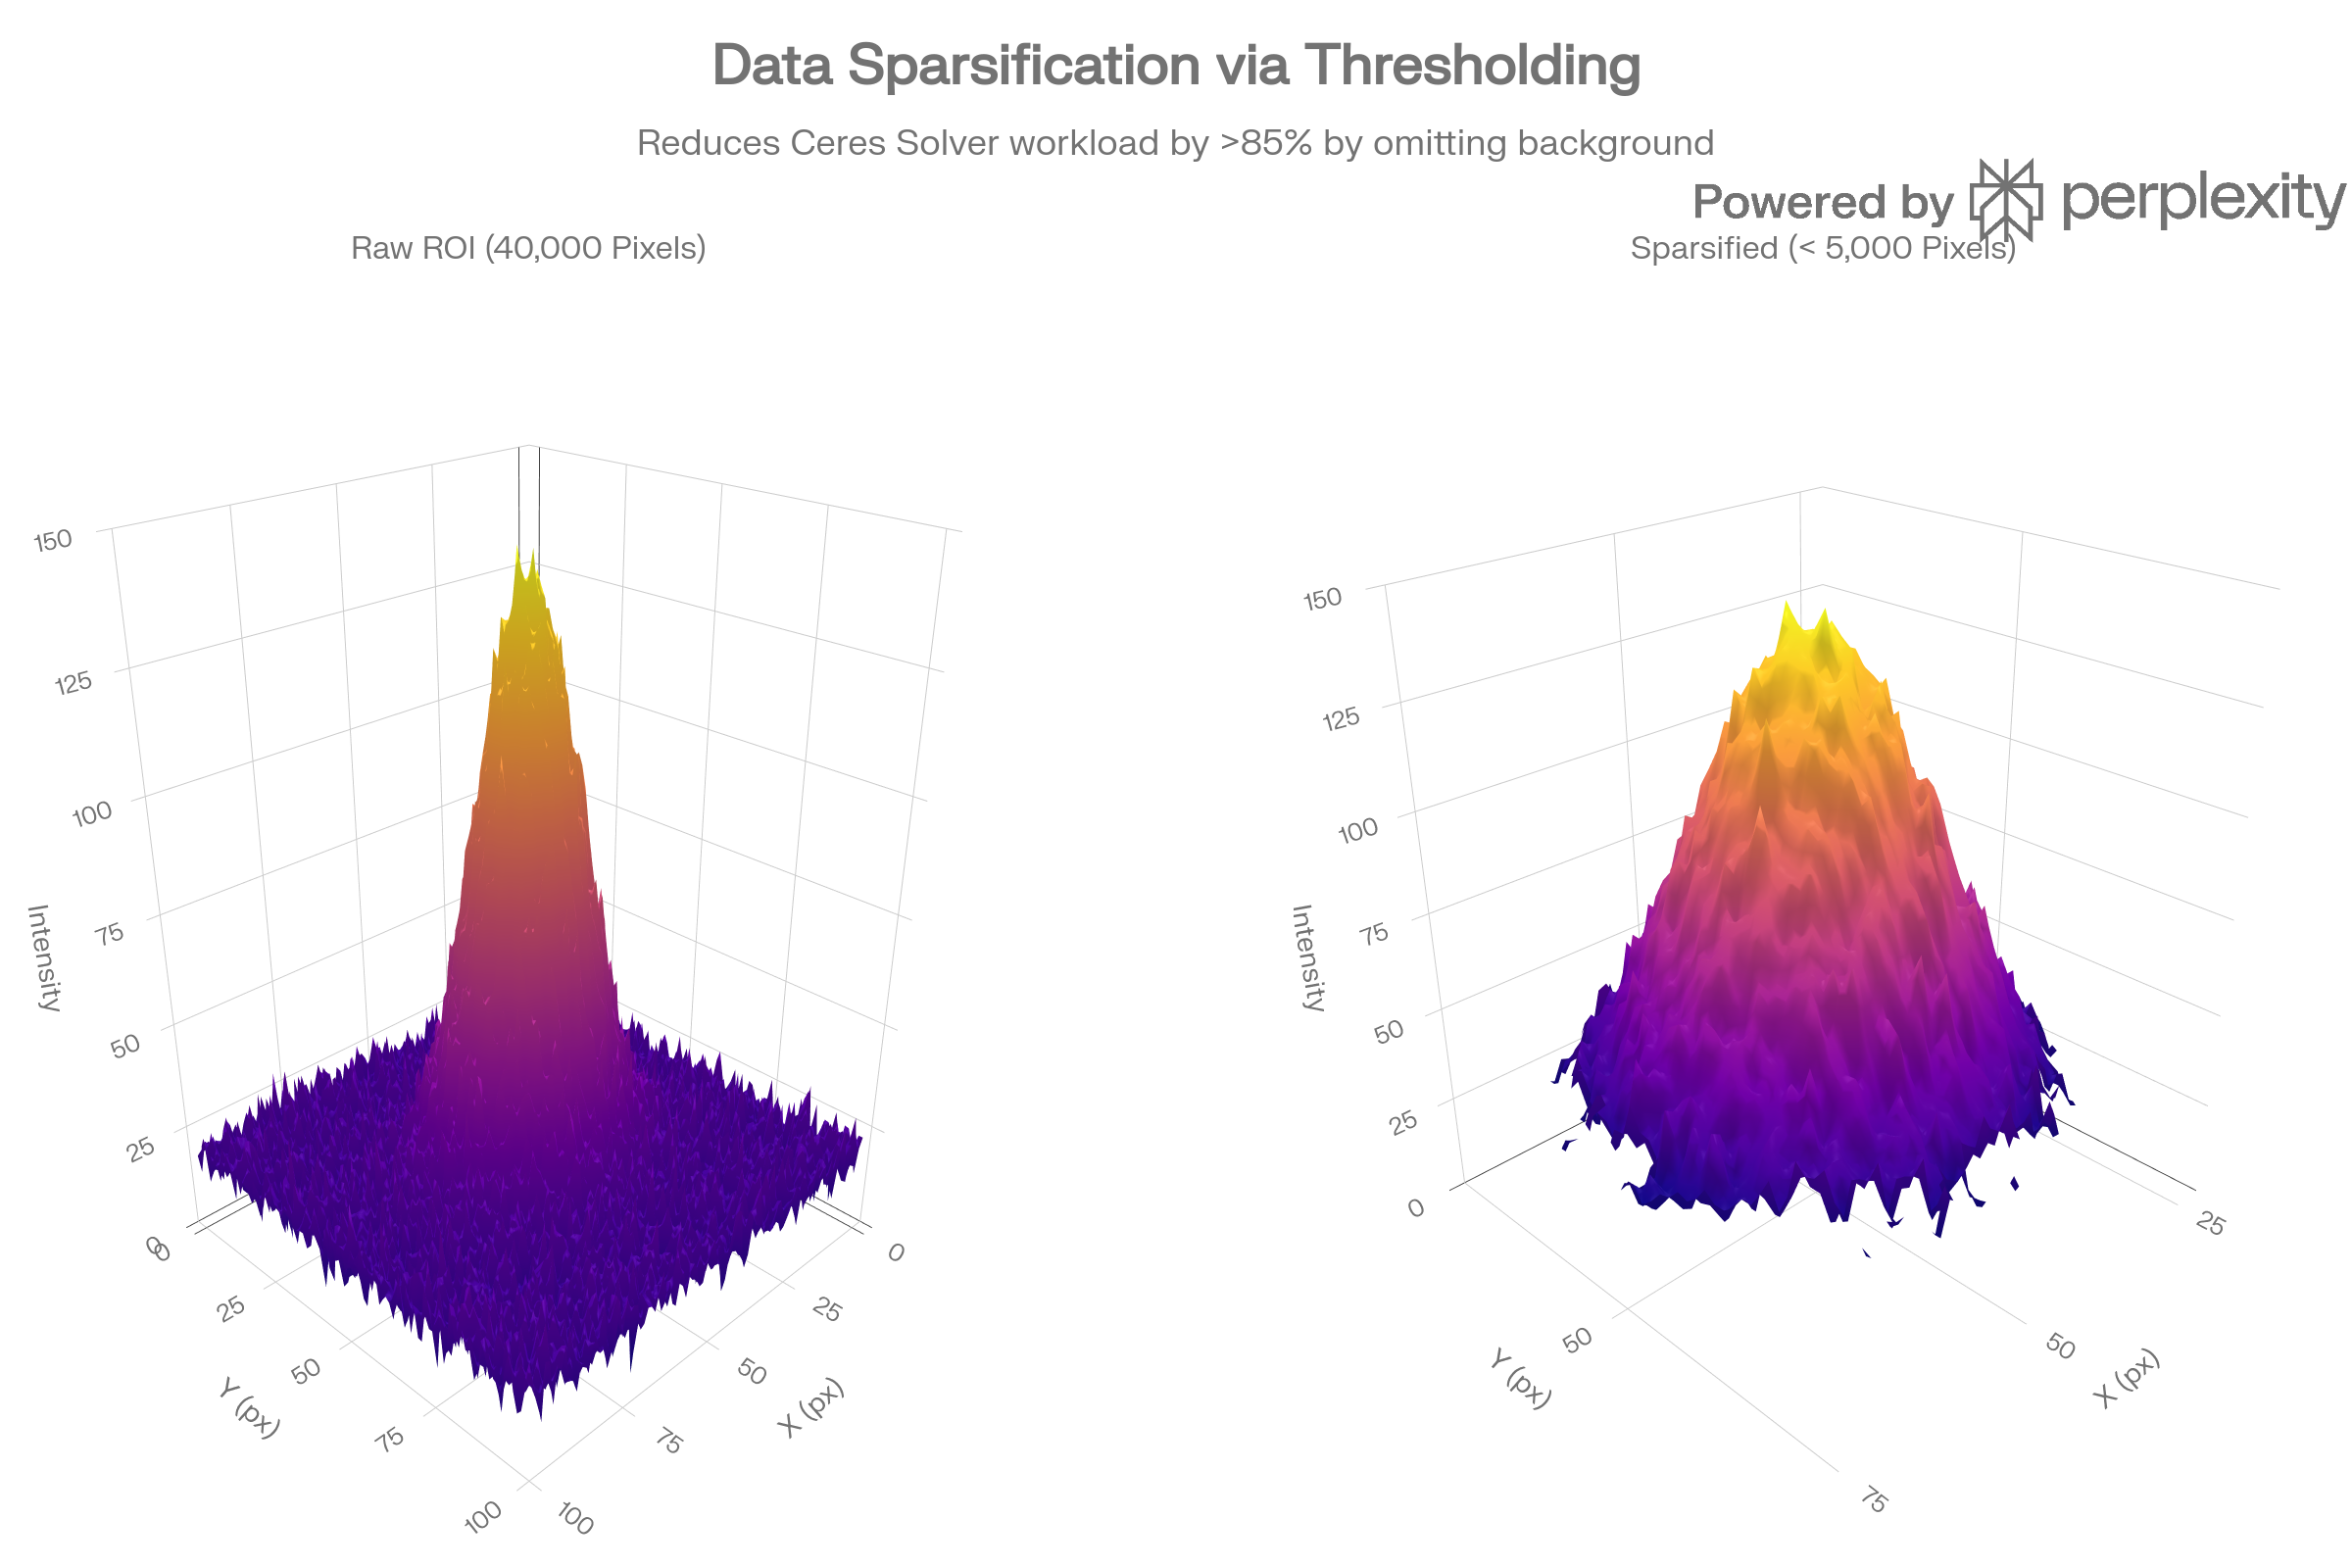 Data Sparsification via Thresholding
Reduces Ceres Solver workload by >85% by omitting background
Powered by perplexity
Raw ROI (40,000 Pixels)
Sparsified (< 5,000 Pixels)
150
125
100
75
50
25
0
Intensity
0
25
50
75
100
Y (px)
0
25
50
75
100
X (px)
150
125
100
75
50
25
0
Intensity
50
75
Y (px)
25
50
X (px)